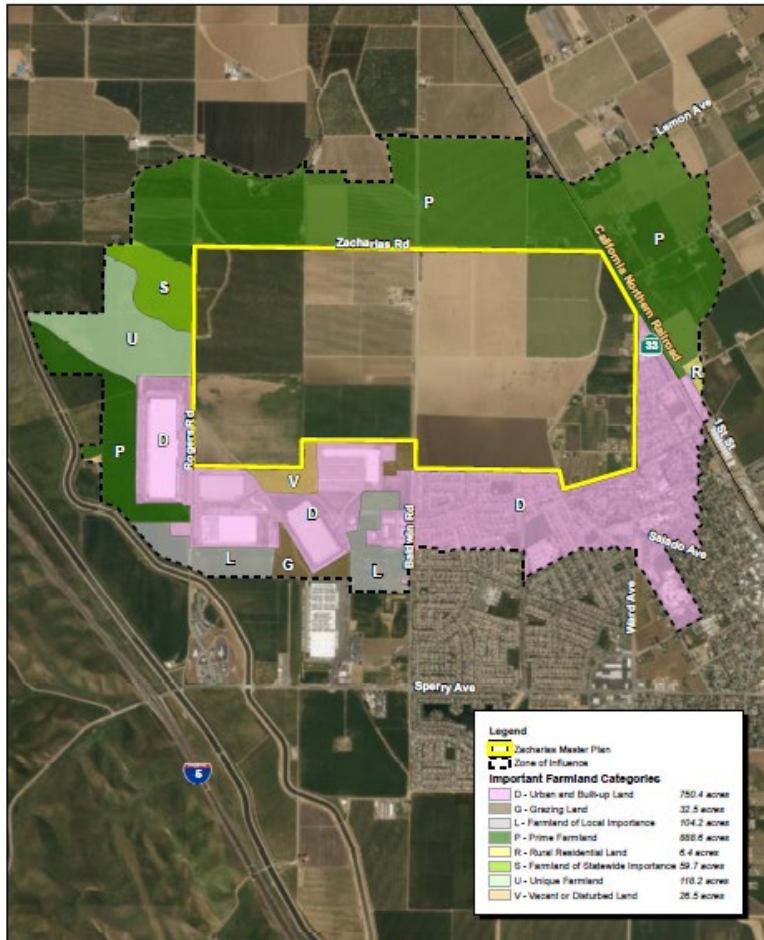 Lemon Ave
P
Zacharias Rd
P
California Northern Railroad
S
U
33
R
1St St
Rogers Rd
D
P
V
D
D
Baldwin Rd
Salado Ave
L
G
L
Ward Ave
Sperry Ave
5
Legend
Zacharias Master Plan
Zone of Influence
Important Farmland Categories
D - Urban and Built-up Land 750.4 acres
G - Grazing Land 32.5 acres
L - Farmland of Local Importance 104.2 acres
P - Prime Farmland 888.6 acres
R - Rural Residential Land 6.4 acres
S - Farmland of Statewide Importance 59.7 acres
U - Unique Farmland 118.2 acres
V - Vacant or Disturbed Land 26.5 acres